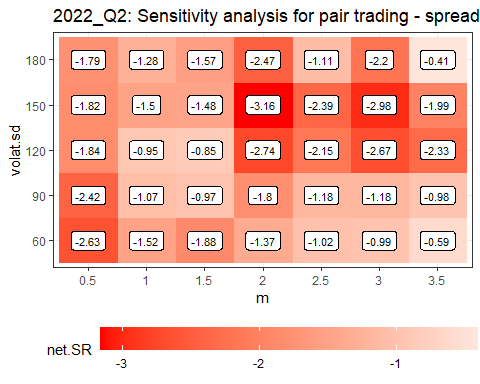 2022_Q2: Sensitivity analysis for pair trading - spread
volat.sd
180 -1.79 -1.28 -1.57 -2.47 -1.11 -2.2 -0.41
150 -1.82 -1.5 -1.48 -3.16 -2.39 -2.98 -1.99
120 -1.84 -0.95 -0.85 -2.74 -2.15 -2.67 -2.33
90 -2.42 -1.07 -0.97 -1.8 -1.18 -1.18 -0.98
60 -2.63 -1.52 -1.88 -1.37 -1.02 -0.99 -0.59
0.5 1 1.5 2 2.5 3 3.5
m
net.SR
-3 -2 -1